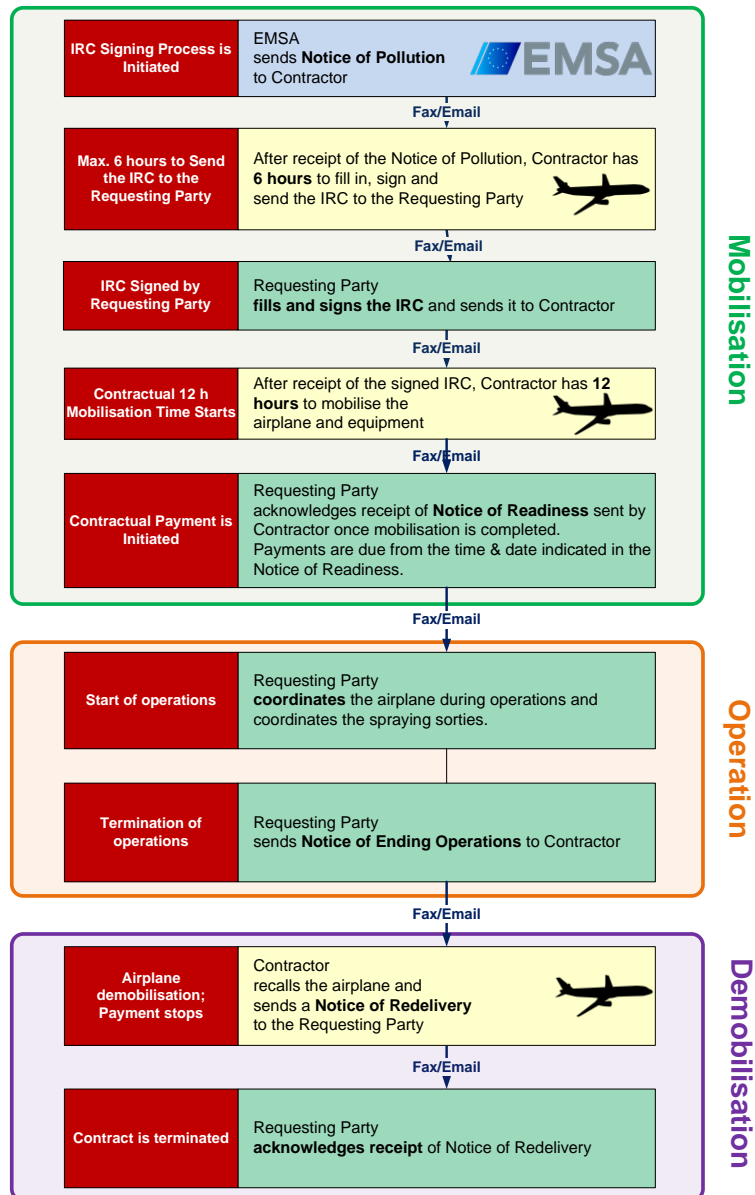 IRC Signing Process is
Initiated
EMSA
sends Notice of Pollution
to Contractor
EMSA
Fax/Email
Max. 6 hours to Send
the IRC to the
Requesting Party
After receipt of the Notice of Pollution, Contractor has
6 hours to fill in, sign and
send the IRC to the Requesting Party
Fax/Email
IRC Signed by
Requesting Party
Requesting Party
fills and signs the IRC and sends it to Contractor
Fax/Email
Contractual 12 h
Mobilisation Time Starts
After receipt of the signed IRC, Contractor has 12
hours to mobilise the
airplane and equipment
Fax/Email
Contractual Payment is
Initiated
Requesting Party
acknowledges receipt of Notice of Readiness sent by
Contractor once mobilisation is completed.
Payments are due from the time & date indicated in the
Notice of Readiness.
Mobilisation
Fax/Email
Start of operations
Requesting Party
coordinates the airplane during operations and
coordinates the spraying sorties.
Termination of
operations
Requesting Party
sends Notice of Ending Operations to Contractor
Operation
Fax/Email
Airplane
demobilisation;
Payment stops
Contractor
recalls the airplane and
sends a Notice of Redelivery
to the Requesting Party
Fax/Email
Contract is terminated
Requesting Party
acknowledges receipt of Notice of Redelivery
Demobilisation